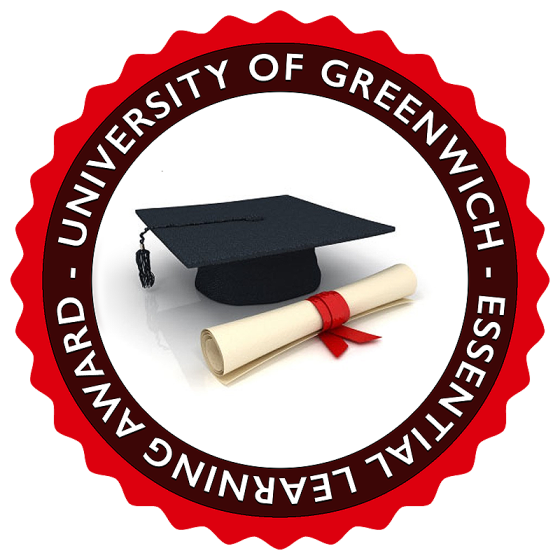 UNIVERSITY OF GREENWICH - ESSENTIAL LEARNING AWARD -